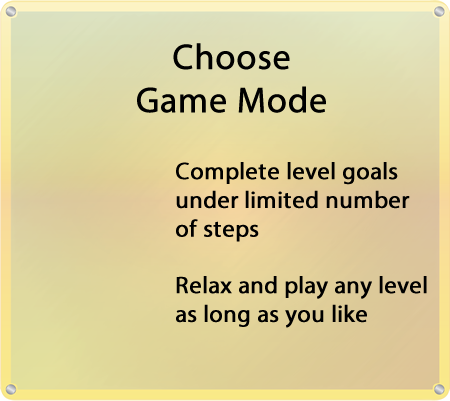 Choose
Game Mode
Complete level goals
under limited number
of steps
Relax and play any level
as long as you like